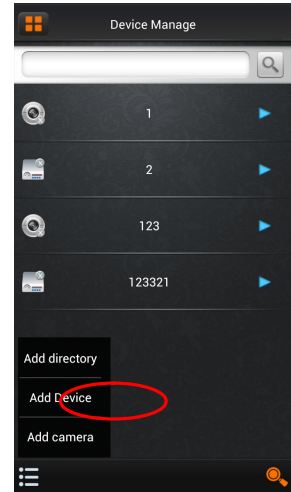 Device Manage
1
2
123
123321
Add directory
Add Device
Add camera